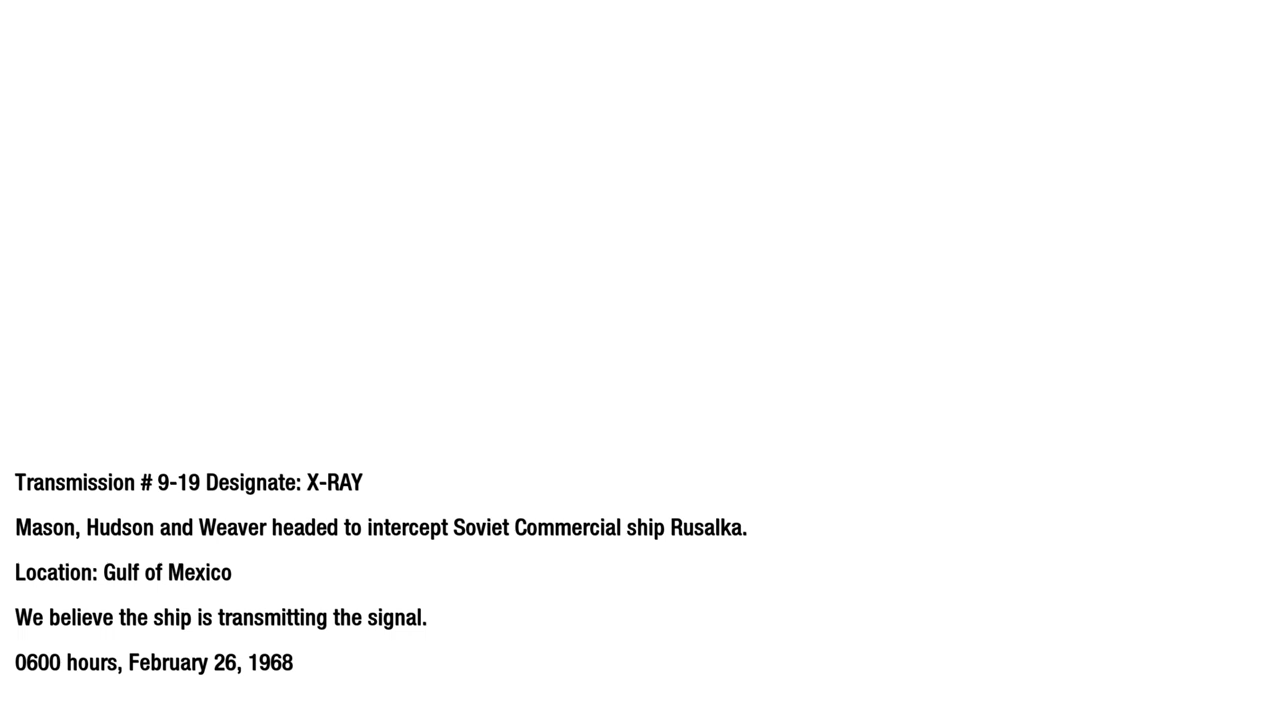 Transmission # 9-19 Designate: X-RAY
Mason, Hudson and Weaver headed to intercept Soviet Commercial ship Rusalka.
Location: Gulf of Mexico
We believe the ship is transmitting the signal.
0600 hours, February 26, 1968